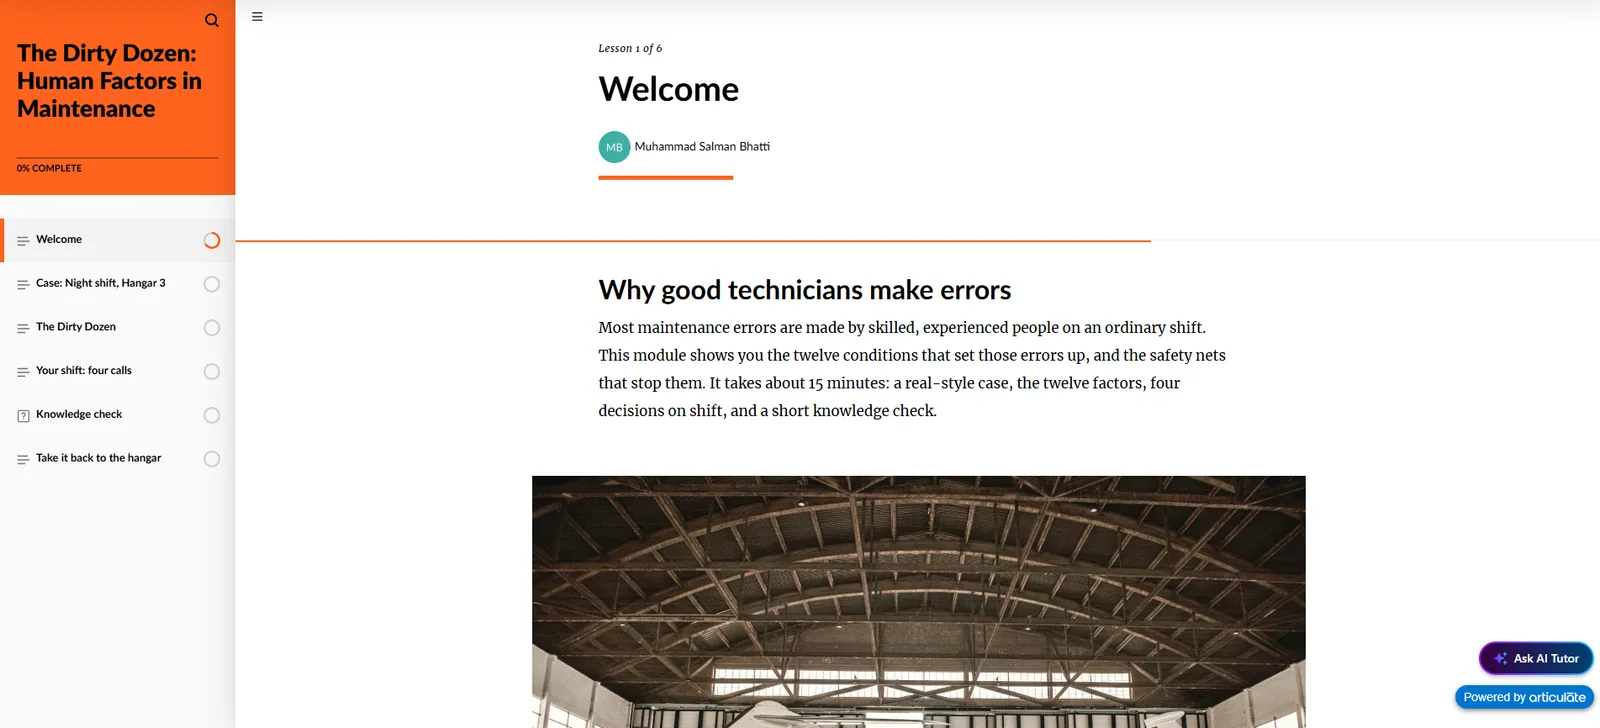 The Dirty Dozen:
Human Factors in
Maintenance
0% COMPLETE
Welcome
Case: Night shift, Hangar 3
The Dirty Dozen
Your shift: four calls
Knowledge check
Take it back to the hangar
Lesson 1 of 6
Welcome
MB Muhammad Salman Bhatti
Why good technicians make errors
Most maintenance errors are made by skilled, experienced people on an ordinary shift.
This module shows you the twelve conditions that set those errors up, and the safety nets
that stop them. It takes about 15 minutes: a real-style case, the twelve factors, four
decisions on shift, and a short knowledge check.
Ask AI Tutor
Powered by articulate